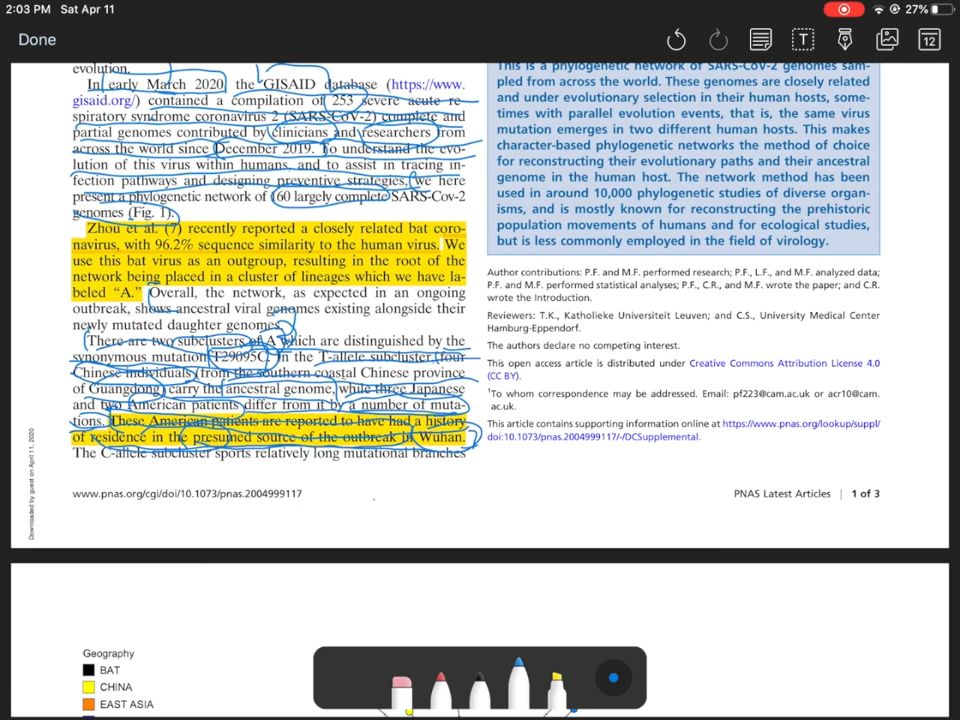 2:03 PM Sat Apr 11
27%
Done
T
12
evolution.
In early March 2020, the GISAID database (https://www.
gisaid.org/) contained a compilation of 253 severe acute re-
spiratory syndrome coronavirus 2 (SARS-CoV-2) complete and
partial genomes contributed by clinicians and researchers from
across the world since December 2019. To understand the evo-
lution of this virus within humans, and to assist in tracing in-
fection pathways and designing preventive strategies, we here
present a phylogenetic network of 160 largely complete SARS-Cov-2
genomes (Fig. 1).
Zhou et al. (7) recently reported a closely related bat coro-
navirus, with 96.2% sequence similarity to the human virus. We
use this bat virus as an outgroup, resulting in the root of the
network being placed in a cluster of lineages which we have la-
beled “A.” Overall, the network, as expected in an ongoing
outbreak, shows ancestral viral genomes existing alongside their
newly mutated daughter genomes.
There are two subclusters of A which are distinguished by the
synonymous mutation T29095C. In the T-allele subcluster, four
Chinese individuals (from the southern coastal Chinese province
of Guangdong) carry the ancestral genome, while three Japanese
and two American patients differ from it by a number of muta-
tions. These American patients are reported to have had a history
of residence in the presumed source of the outbreak in Wuhan.
The C-allele subcluster sports relatively long mutational branches
This is a phylogenetic network of SARS-CoV-2 genomes sam-
pled from across the world. These genomes are closely related
and under evolutionary selection in their human hosts, some-
times with parallel evolution events, that is, the same virus
mutation emerges in two different human hosts. This makes
character-based phylogenetic networks the method of choice
for reconstructing their evolutionary paths and their ancestral
genome in the human host. The network method has been
used in around 10,000 phylogenetic studies of diverse organ-
isms, and is mostly known for reconstructing the prehistoric
population movements of humans and for ecological studies,
but is less commonly employed in the field of virology.
Author contributions: P.F. and M.F. performed research; P.F., L.F., and M.F. analyzed data;
P.F. and M.F. performed statistical analyses; P.F., C.R., and M.F. wrote the paper; and C.R.
wrote the Introduction.
Reviewers: T.K., Katholieke Universiteit Leuven; and C.S., University Medical Center
Hamburg-Eppendorf.
The authors declare no competing interest.
This open access article is distributed under Creative Commons Attribution License 4.0
(CC BY).
1To whom correspondence may be addressed. Email: pf223@cam.ac.uk or acr10@cam.
ac.uk.
This article contains supporting information online at https://www.pnas.org/lookup/suppl/
doi:10.1073/pnas.2004999117/-/DCSupplemental.
Downloaded by guest on April 11, 2020
www.pnas.org/cgi/doi/10.1073/pnas.2004999117
PNAS Latest Articles | 1 of 3
Geography
BAT
CHINA
EAST ASIA